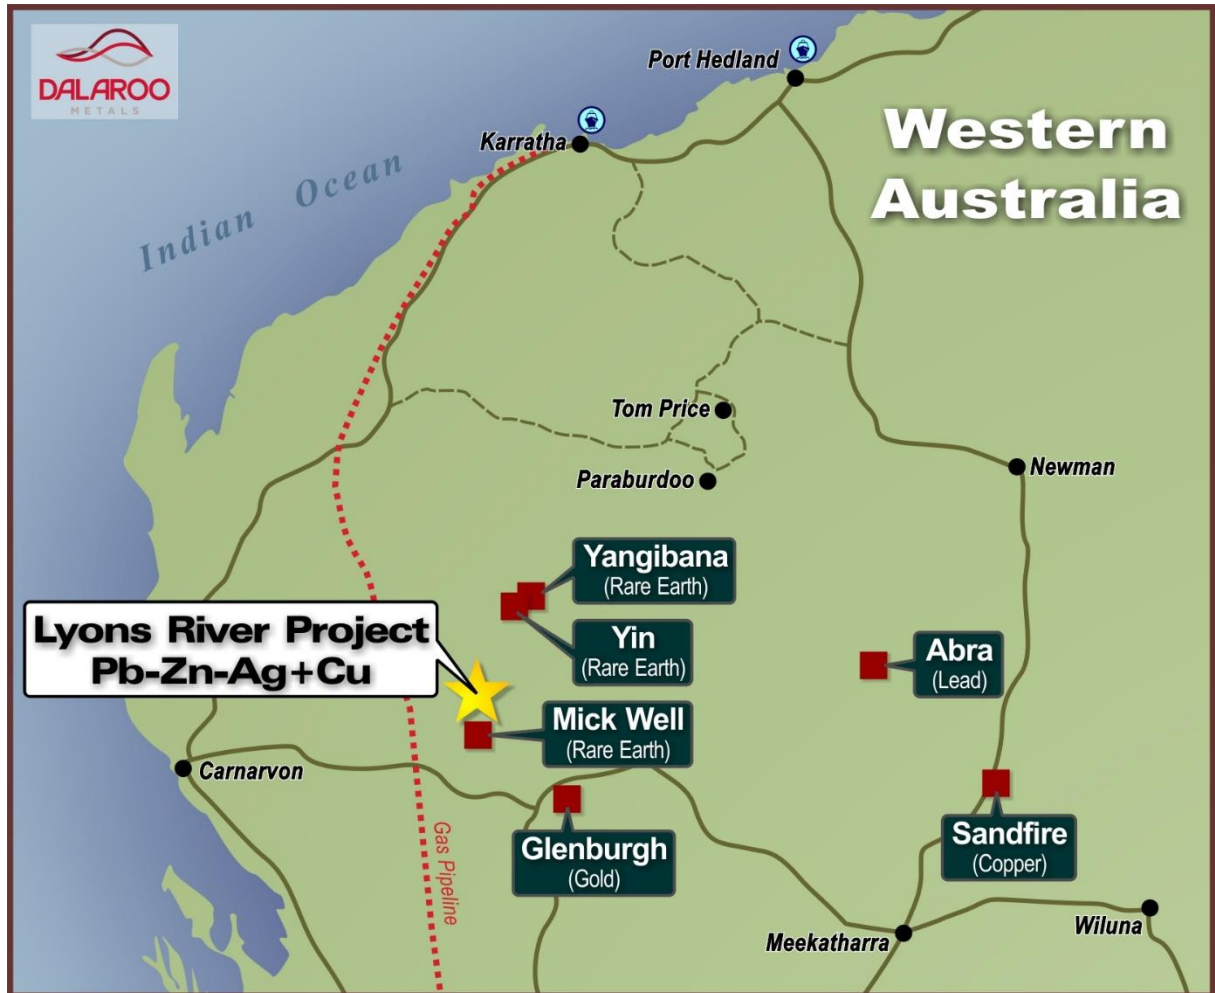 DALAROO
METALS
Port Hedland
Karratha
Western
Australia
Indian Ocean
Tom Price
Paraburdoo
Newman
Yangibana
(Rare Earth)
Lyons River Project
Pb-Zn-Ag+Cu
Yin
(Rare Earth)
Abra
(Lead)
Mick Well
(Rare Earth)
Carnarvon
Gas Pipeline
Glenburgh
(Gold)
Sandfire
(Copper)
Meekatharra
Wiluna